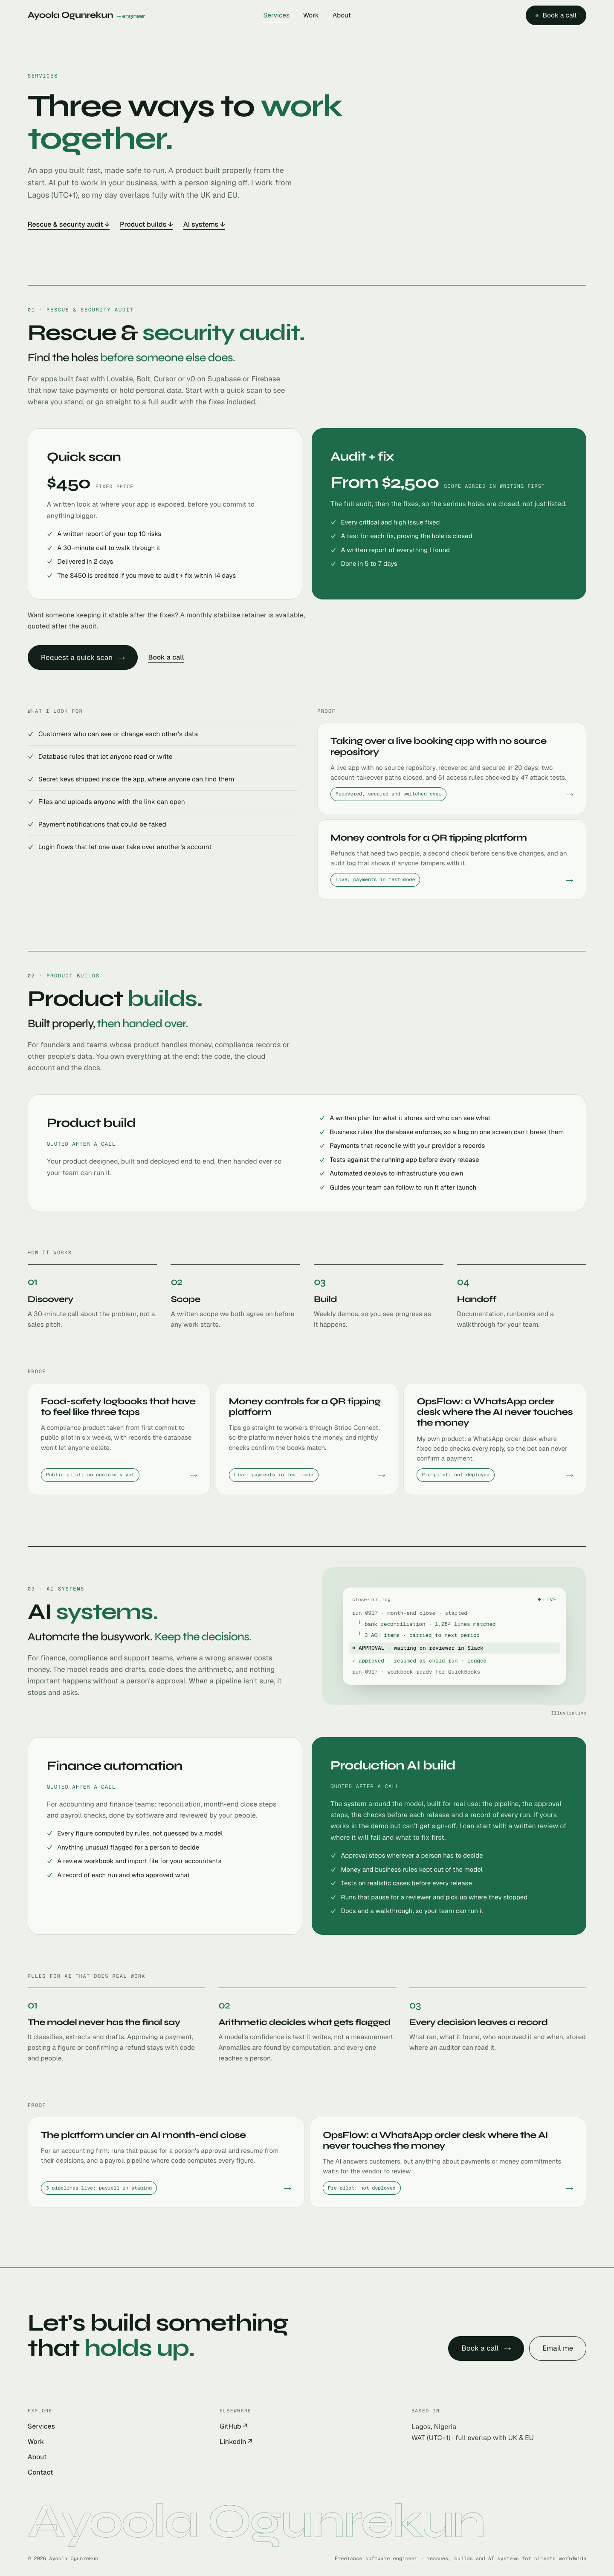 Ayoola Ogunrekun — engineer
Services Work About
Book a call
SERVICES
Three ways to work
together.
An app you built fast, made safe to run. A product built properly from the
start. AI put to work in your business, with a person signing off. I work from
Lagos (UTC+1), so my day overlaps fully with the UK and EU.
Rescue & security audit ↓ Product builds ↓ AI systems ↓
01 · RESCUE & SECURITY AUDIT
Rescue & security audit.
Find the holes before someone else does.
For apps built fast with Lovable, Bolt, Cursor or v0 on Supabase or Firebase
that now take payments or hold personal data. Start with a quick scan to see
where you stand, or go straight to a full audit with the fixes included.
Quick scan
$450 FIXED PRICE
A written look at where your app is exposed, before you commit to
anything bigger.
✓ A written report of your top 10 risks
✓ A 30-minute call to walk through it
✓ Delivered in 2 days
✓ The $450 is credited if you move to audit + fix within 14 days
Audit + fix
From $2,500 SCOPE AGREED IN WRITING FIRST
The full audit, then the fixes, so the serious holes are closed, not just listed.
✓ Every critical and high issue fixed
✓ A test for each fix, proving the hole is closed
✓ A written report of everything I found
✓ Done in 5 to 7 days
Want someone keeping it stable after the fixes? A monthly stabilise retainer is available,
quoted after the audit.
Request a quick scan → Book a call
WHAT I LOOK FOR
✓ Customers who can see or change each other's data
✓ Database rules that let anyone read or write
✓ Secret keys shipped inside the app, where anyone can find them
✓ Files and uploads anyone with the link can open
✓ Payment notifications that could be faked
✓ Login flows that let one user take over another's account
PROOF
Taking over a live booking app with no source
repository
A live app with no source repository, recovered and secured in 20 days: two
account-takeover paths closed, and 51 access rules checked by 47 attack tests.
Recovered, secured and switched over →
Money controls for a QR tipping platform
Refunds that need two people, a second check before sensitive changes, and an
audit log that shows if anyone tampers with it.
Live; payments in test mode →
02 · PRODUCT BUILDS
Product builds.
Built properly, then handed over.
For founders and teams whose product handles money, compliance records or
other people's data. You own everything at the end: the code, the cloud
account and the docs.
Product build
QUOTED AFTER A CALL
Your product designed, built and deployed end to end, then handed over so
your team can run it.
✓ A written plan for what it stores and who can see what
✓ Business rules the database enforces, so a bug on one screen can't break them
✓ Payments that reconcile with your provider's records
✓ Tests against the running app before every release
✓ Automated deploys to infrastructure you own
✓ Guides your team can follow to run it after launch
HOW IT WORKS
01
Discovery
A 30-minute call about the problem, not a
sales pitch.
02
Scope
A written scope we both agree on before
any work starts.
03
Build
Weekly demos, so you see progress as
it happens.
04
Handoff
Documentation, runbooks and a
walkthrough for your team.
PROOF
Food-safety logbooks that have
to feel like three taps
A compliance product taken from first commit to
public pilot in six weeks, with records the database
won't let anyone delete.
Public pilot; no customers yet →
Money controls for a QR tipping
platform
Tips go straight to workers through Stripe Connect,
so the platform never holds the money, and nightly
checks confirm the books match.
Live; payments in test mode →
OpsFlow: a WhatsApp order
desk where the AI never touches
the money
My own product: a WhatsApp order desk where
fixed code checks every reply, so the bot can never
confirm a payment.
Pre-pilot; not deployed →
03 · AI SYSTEMS
AI systems.
Automate the busywork. Keep the decisions.
For finance, compliance and support teams, where a wrong answer costs
money. The model reads and drafts, code does the arithmetic, and nothing
important happens without a person's approval. When a pipeline isn't sure, it
stops and asks.
close-run.log LIVE
run 0917 · month-end close · started
└ bank reconciliation · 1,284 lines matched
└ 3 ACH items · carried to next period
⏸ APPROVAL · waiting on reviewer in Slack
✓ approved · resumed as child run · logged
run 0917 · workbook ready for QuickBooks
Illustrative
Finance automation
QUOTED AFTER A CALL
For accounting and finance teams: reconciliation, month-end close steps
and payroll checks, done by software and reviewed by your people.
✓ Every figure computed by rules, not guessed by a model
✓ Anything unusual flagged for a person to decide
✓ A review workbook and import file for your accountants
✓ A record of each run and who approved what
Production AI build
QUOTED AFTER A CALL
The system around the model, built for real use: the pipeline, the approval
steps, the checks before each release and a record of every run. If yours
works in the demo but can't get sign-off, I can start with a written review of
where it will fail and what to fix first.
✓ Approval steps wherever a person has to decide
✓ Money and business rules kept out of the model
✓ Tests on realistic cases before every release
✓ Runs that pause for a reviewer and pick up where they stopped
✓ Docs and a walkthrough, so your team can run it
RULES FOR AI THAT DOES REAL WORK
01
The model never has the final say
It classifies, extracts and drafts. Approving a payment,
posting a figure or confirming a refund stays with code
and people.
02
Arithmetic decides what gets flagged
A model's confidence is text it writes, not a measurement.
Anomalies are found by computation, and every one
reaches a person.
03
Every decision leaves a record
What ran, what it found, who approved it and when, stored
where an auditor can read it.
PROOF
The platform under an AI month-end close
For an accounting firm: runs that pause for a person's approval and resume from
their decisions, and a payroll pipeline where code computes every figure.
3 pipelines live; payroll in staging →
OpsFlow: a WhatsApp order desk where the AI
never touches the money
The AI answers customers, but anything about payments or money commitments
waits for the vendor to review.
Pre-pilot; not deployed →
Let's build something
that holds up.
Book a call → Email me
EXPLORE
Services
Work
About
Contact
ELSEWHERE
GitHub ↗
LinkedIn ↗
BASED IN
Lagos, Nigeria
WAT (UTC+1) · full overlap with UK & EU
Ayoola Ogunrekun
© 2026 Ayoola Ogunrekun
Freelance software engineer · rescues, builds and AI systems for clients worldwide